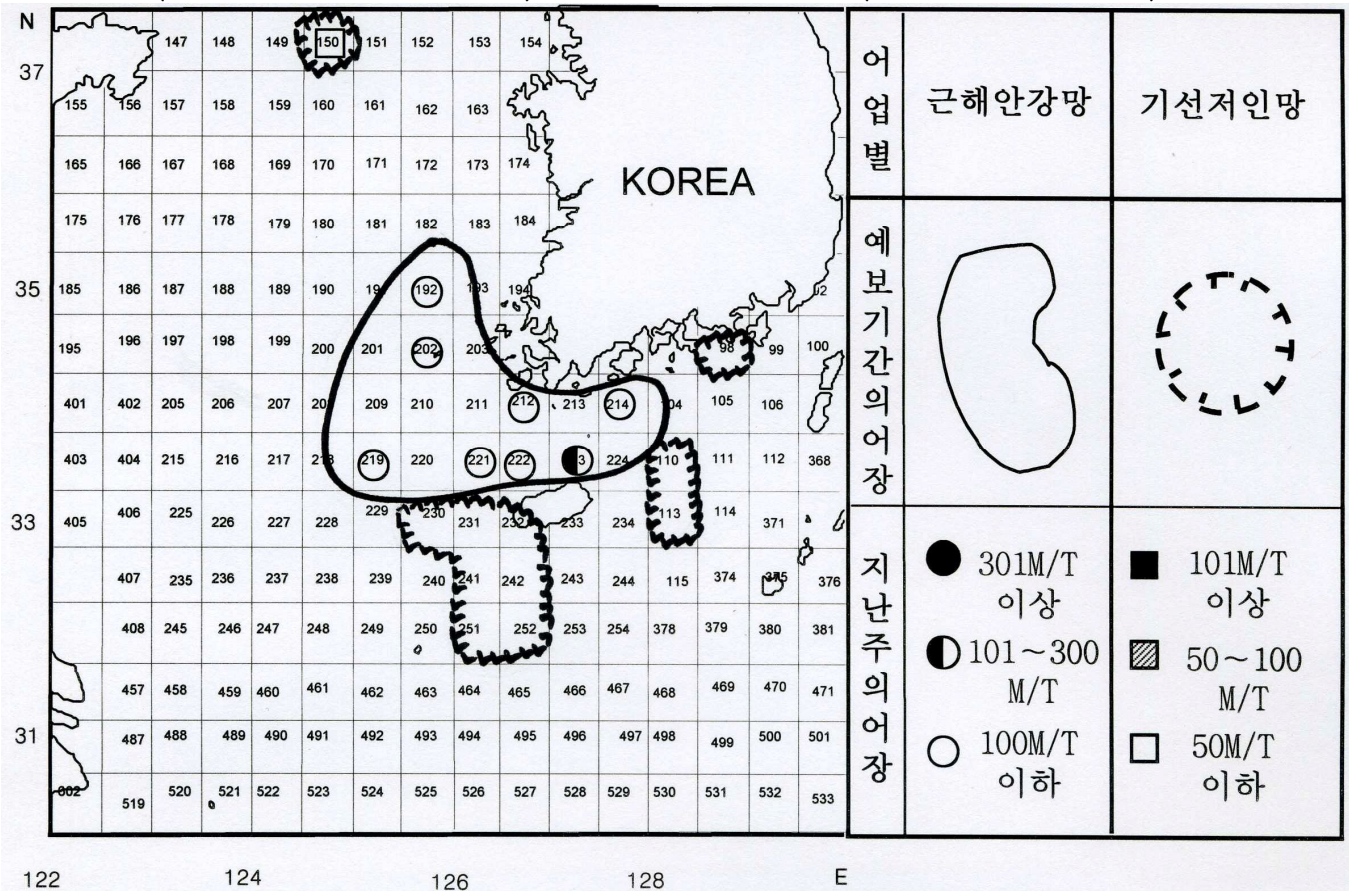 N
147 148 149 150 151 152 153 154
37
155 156 157 158 159 160 161 162 163
165 166 167 168 169 170 171 172 173 174
KOREA
175 176 177 178 179 180 181 182 183 184
35
185 186 187 188 189 190 192 193 194
195 196 197 198 199 200 201 202 203 98 99 100
401 402 205 206 207 209 210 211 212 213 214 104 105 106
403 404 215 216 217 218 219 220 221 222 3 224 110 111 112 368
33
405 406 225 226 227 228 229 230 231 232 233 234 113 114 371
407 235 236 237 238 239 240 241 242 243 244 115 374 375 376
408 245 246 247 248 249 250 251 252 253 254 378 379 380 381
457 458 459 460 461 462 463 464 465 466 467 468 469 470 471
31
487 488 489 490 491 492 493 494 495 496 497 498 499 500 501
519 520 521 522 523 524 525 526 527 528 529 530 531 532 533
122 124 126 128 E
어업별
근해안강망
기선저인망
예보기간의어장
지난주의어장
301M/T
이상
101~300
M/T
100M/T
이하
101M/T
이상
50~100
M/T
50M/T
이하